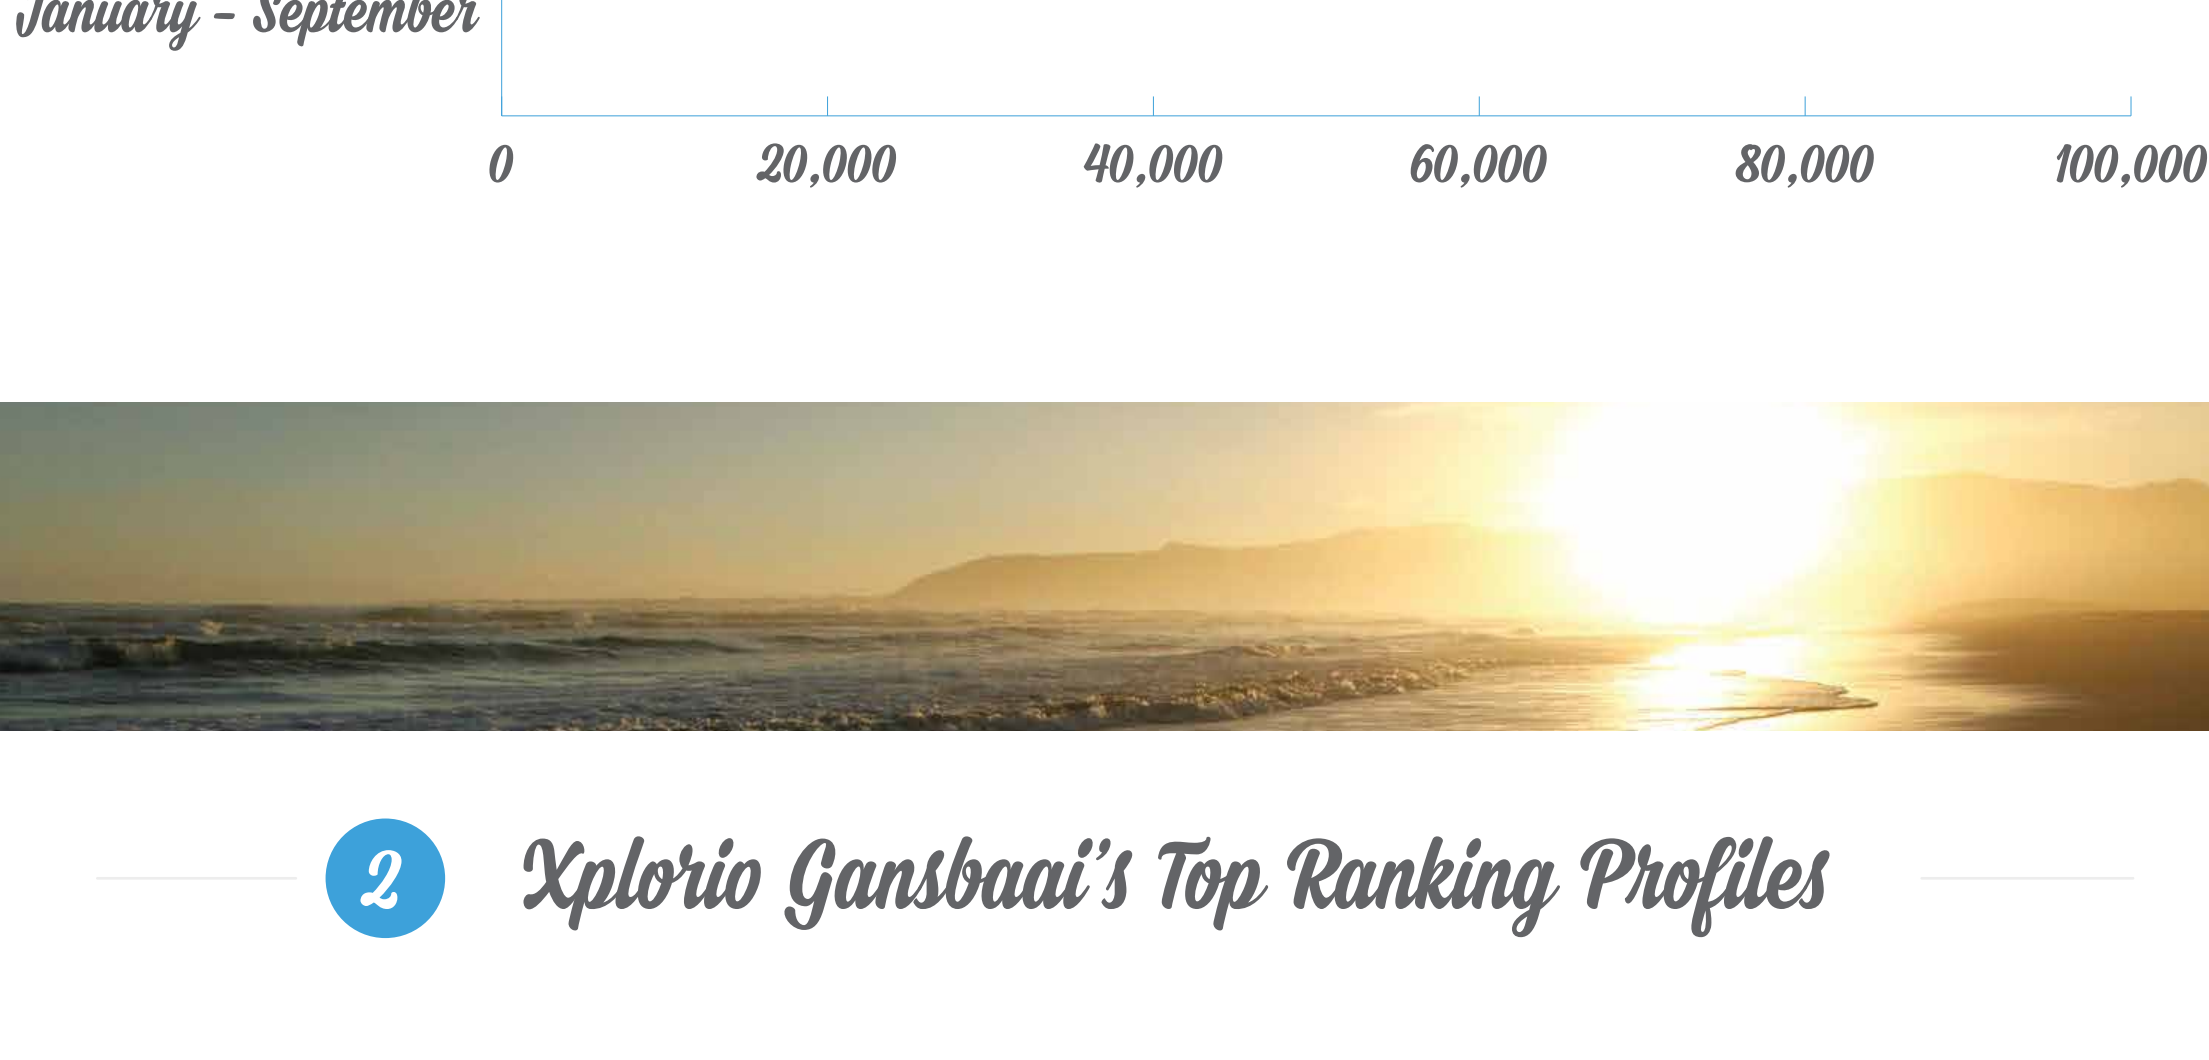 January - September
0 20,000 40,000 60,000 80,000 100,000
2 Xplorio Gansbaai's Top Ranking Profiles